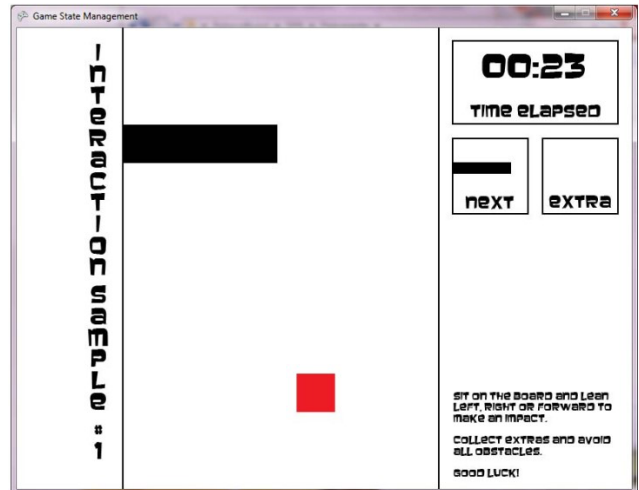 Game State Management
Interaction Sample #1
00:23
Time elapsed
next
extra
Sit on the board and lean
left, right or forward to
make an impact.
Collect extras and avoid
all obstacles.
Good luck!